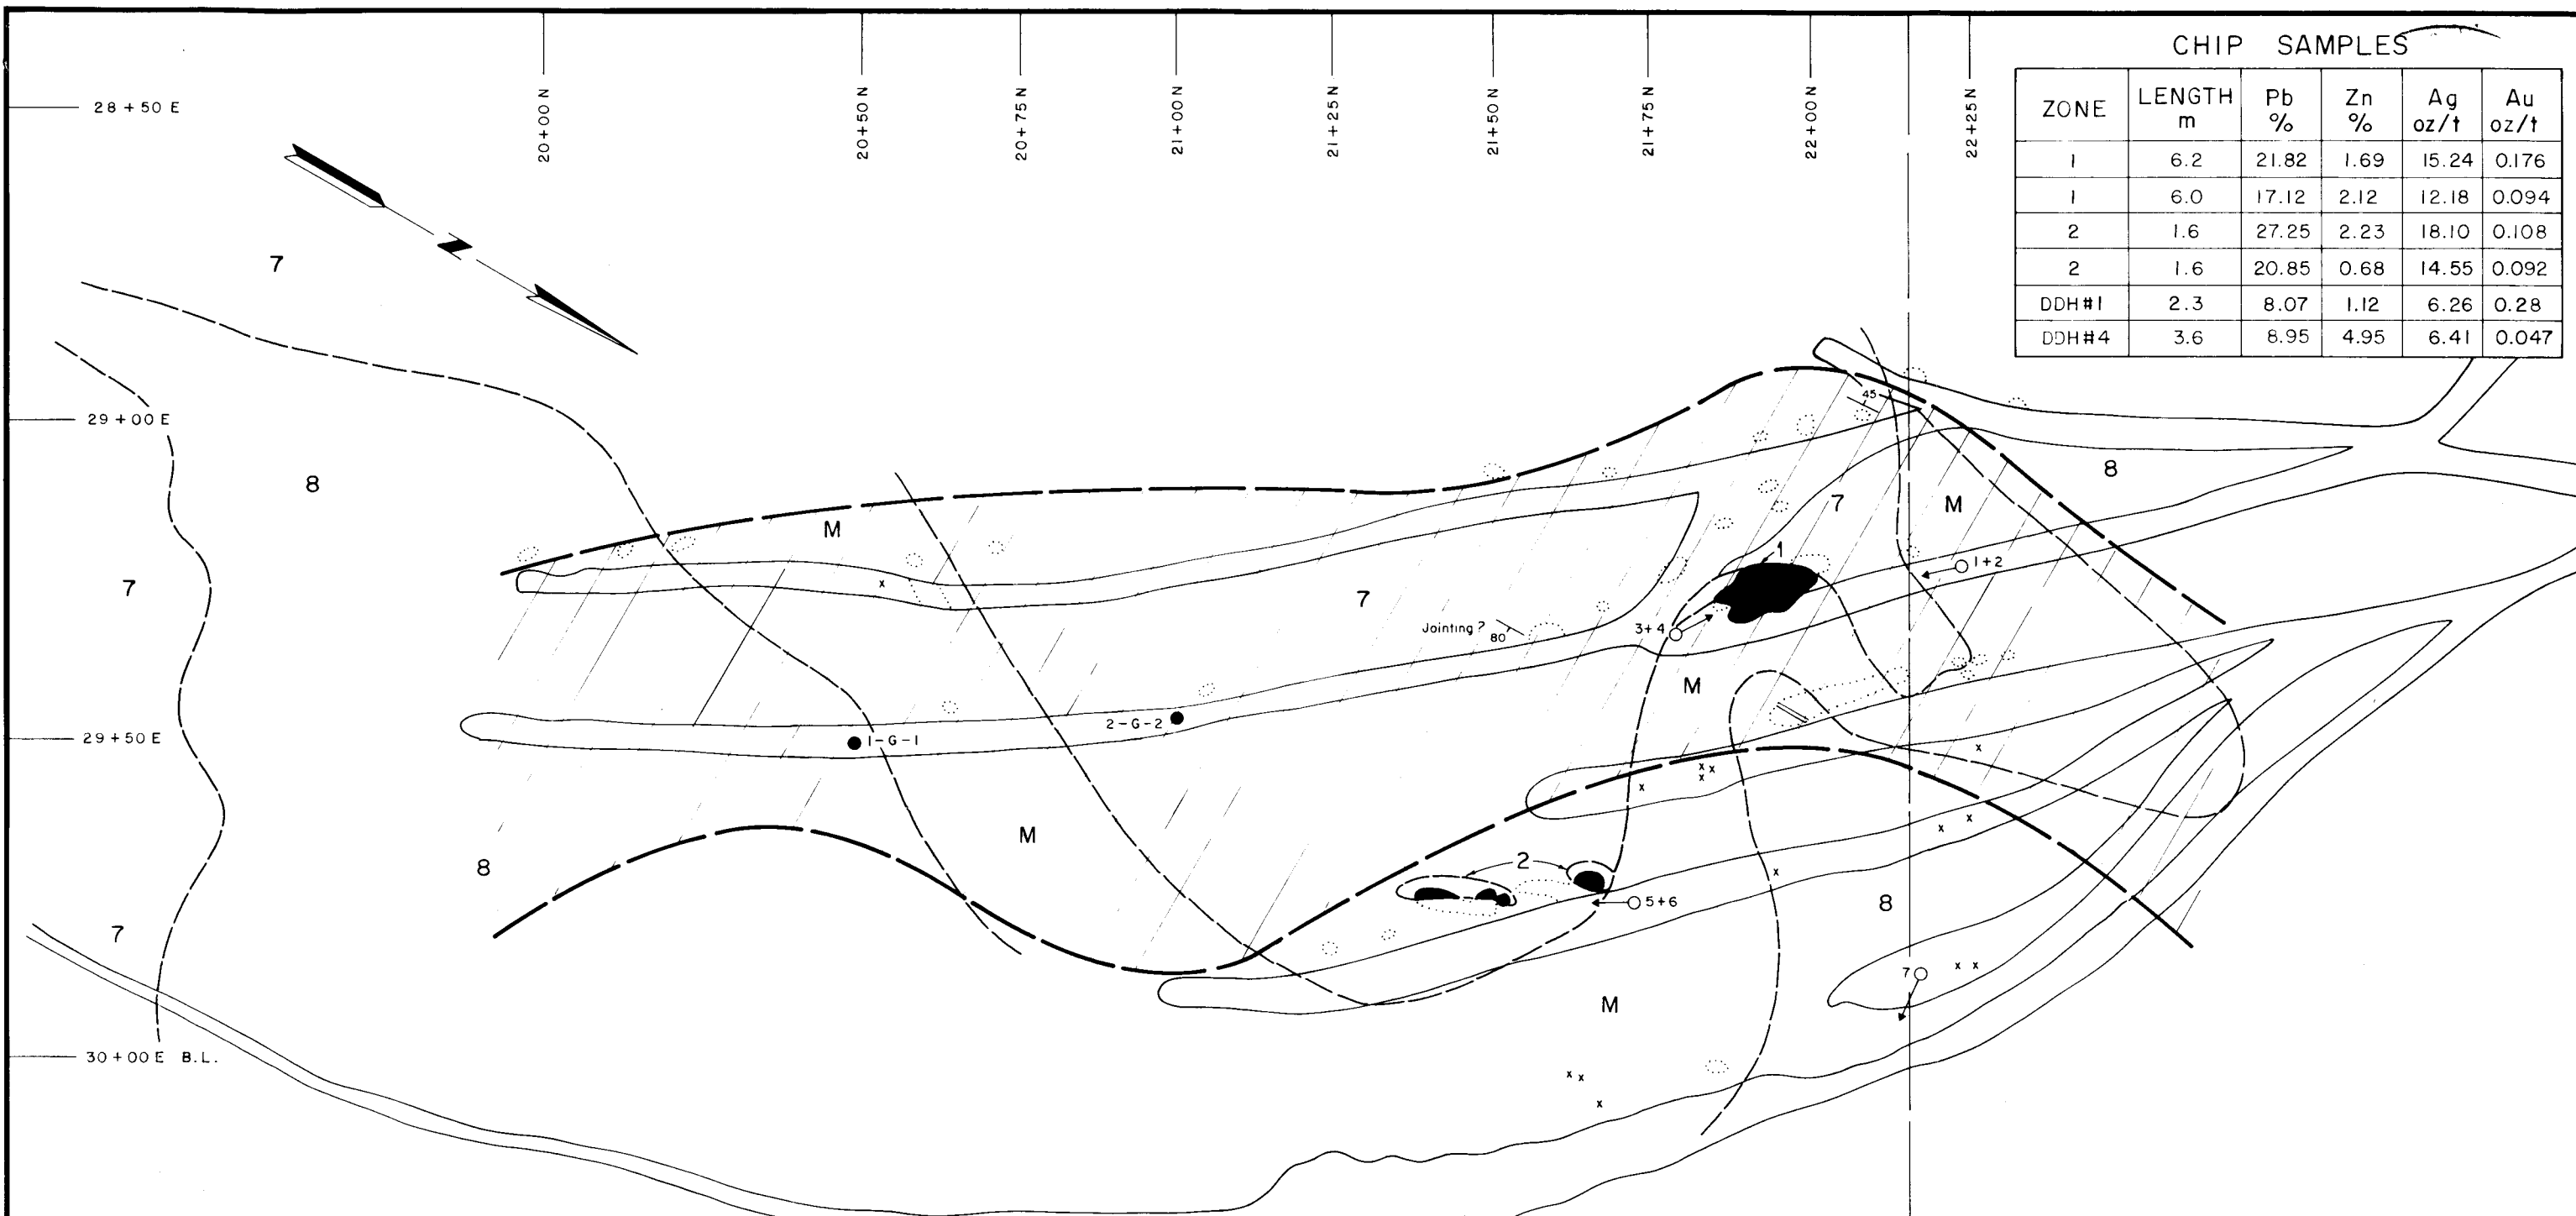 CHIP SAMPLES
ZONE LENGTH m Pb % Zn % Ag oz/t Au oz/t
1 6.2 21.82 1.69 15.24 0.176
1 6.0 17.12 2.12 12.18 0.094
2 1.6 27.25 2.23 18.10 0.108
2 1.6 20.85 0.68 14.55 0.092
DDH#1 2.3 8.07 1.12 6.26 0.28
DDH#4 3.6 8.95 4.95 6.41 0.047
20+00 N
20+50 N
20+75 N
21+00 N
21+25 N
21+50 N
21+75 N
22+00 N
22+25 N
28+50 E
N
7
45
29+00 E
8
8
7
M
M
1
1+2
7
7
Jointing? 80
3+4
M
2-G-2
29+50 E
1-G-1
M
2
8
8
5+6
7
7
M
30+00 E B.L.
x
x
x x
x
x
x
x
x
x x
x x
x